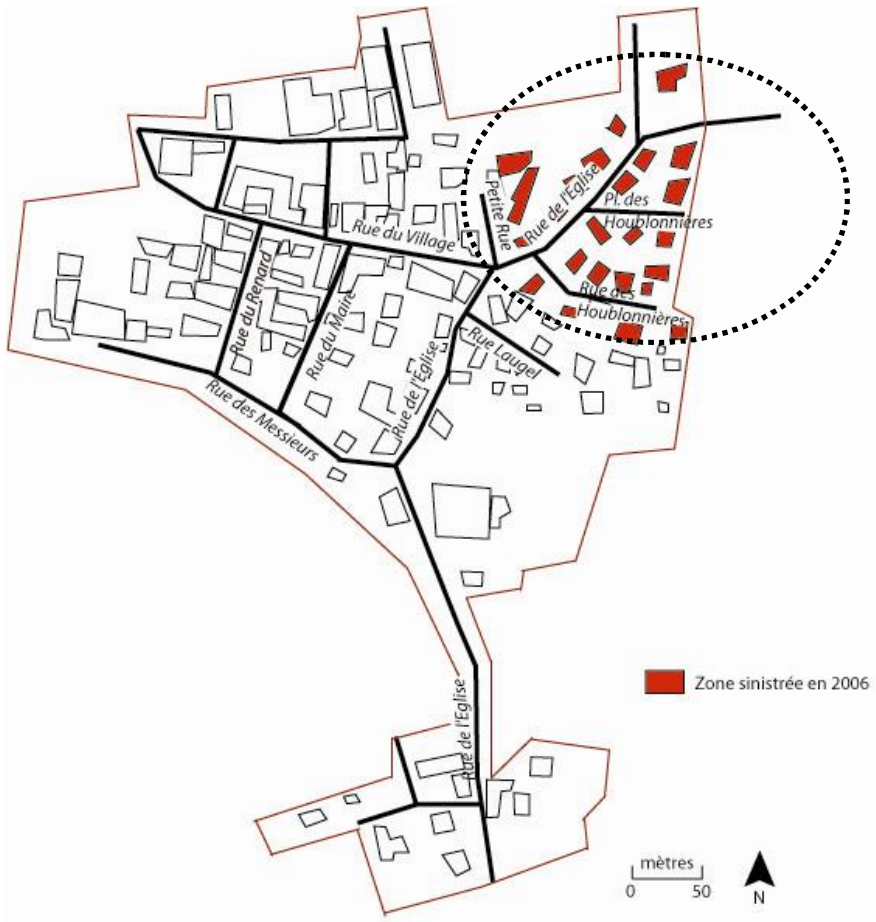 Petite Rue
Rue de l'Eglise
Pl. des
Houblonnières
Rue du Village
Rue des
Houblonnières
Rue du Renard
Rue du Maire
Rue de l'Eglise
Rue Laugel
Rue des Messieurs
Rue de l'Eglise
Zone sinistrée en 2006
mètres
0 50
N